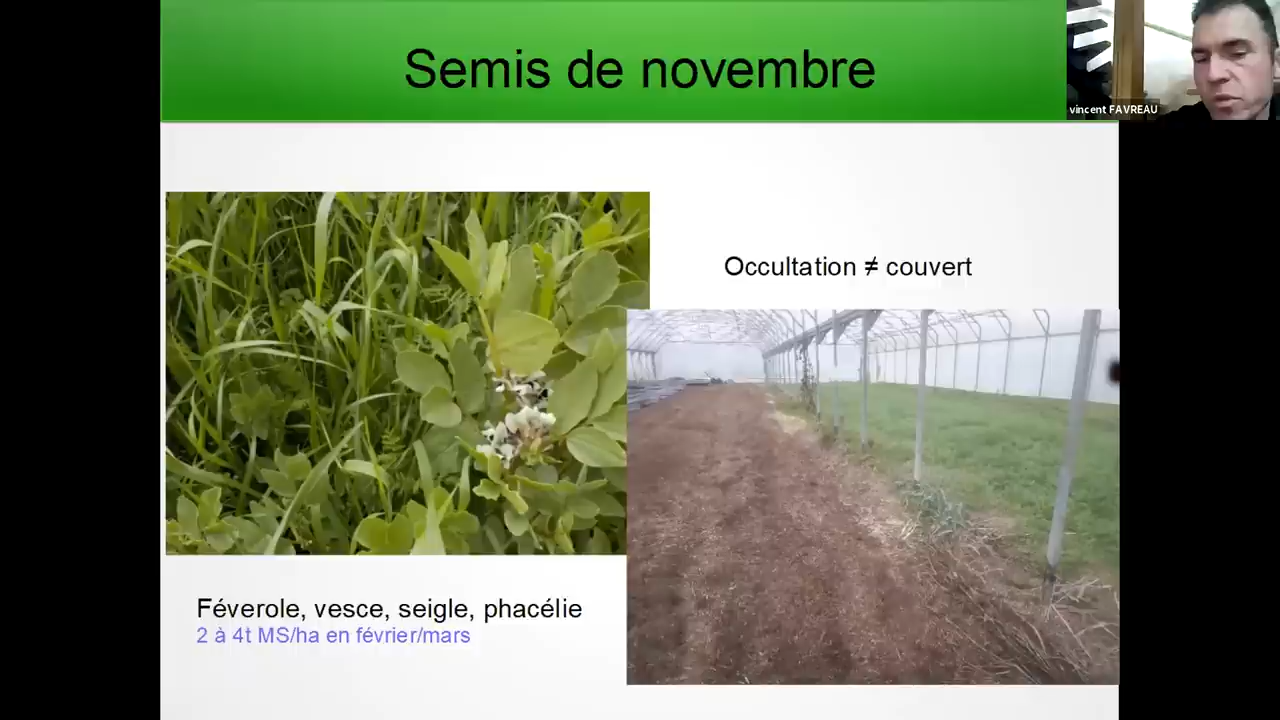 Semis de novembre
vincent FAVREAU
Occultation ≠ couvert
Féverole, vesce, seigle, phacélie
2 à 4t MS/ha en février/mars